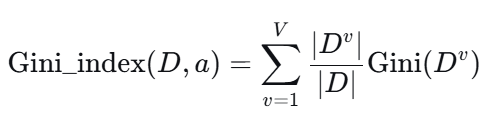 Gini_index(D, a) = \sum_{v=1}^{V} \frac{|D^v|}{|D|} Gini(D^v)